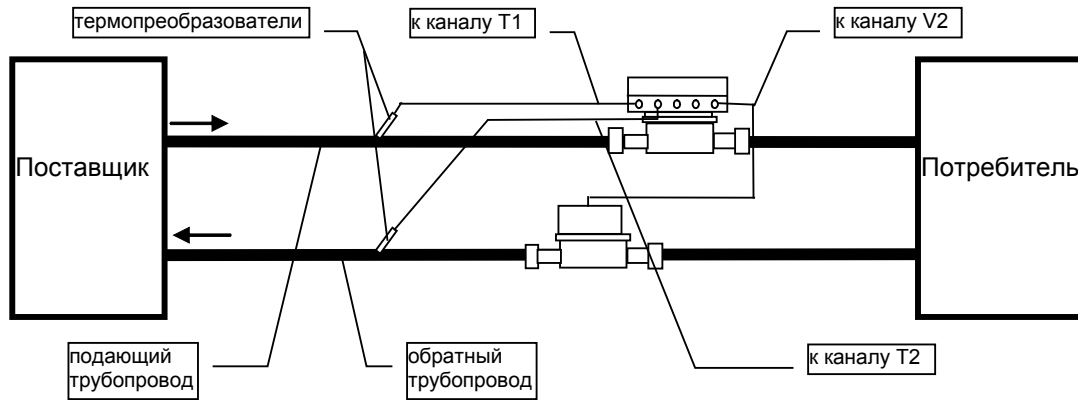 термопреобразователи
к каналу Т1
к каналу V2
Поставщик
Потребитель
подающий
трубопровод
обратный
трубопровод
к каналу Т2